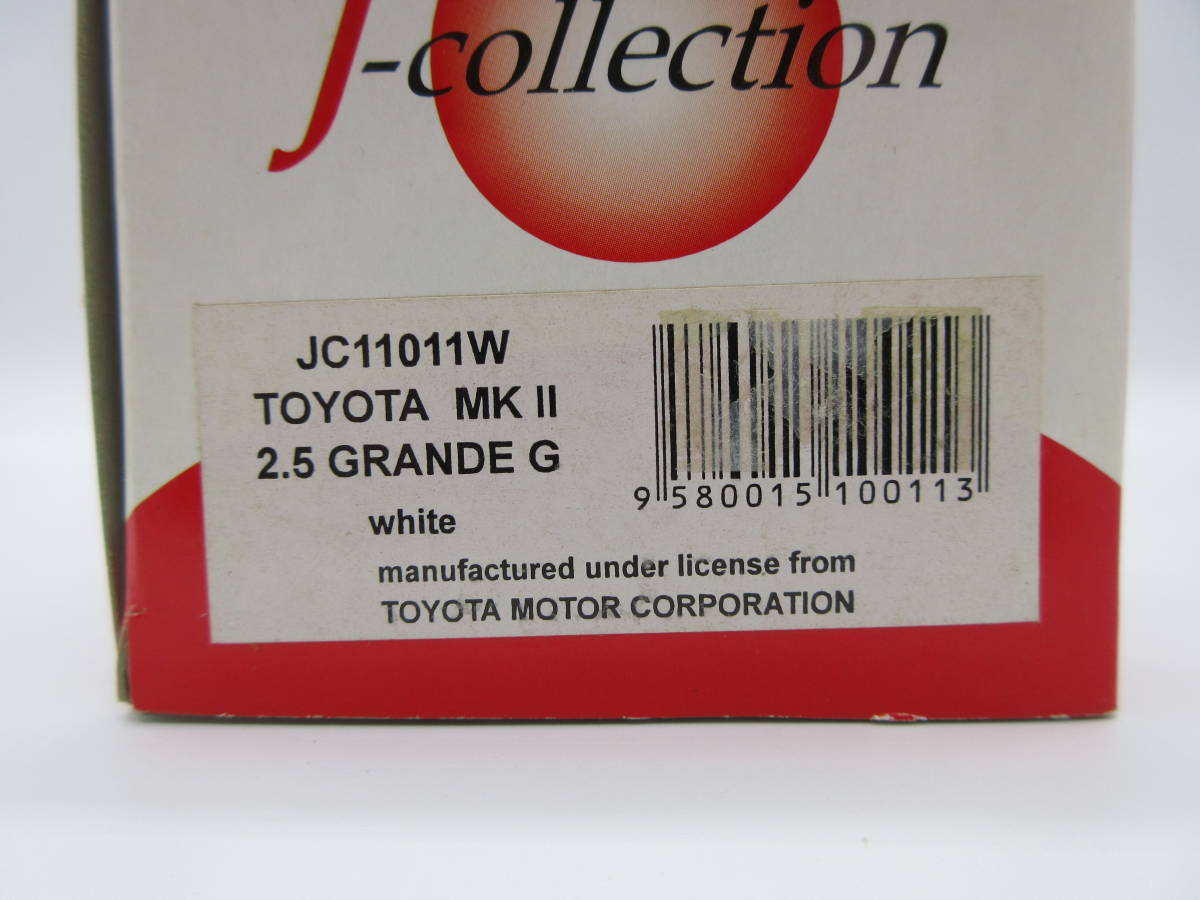 J-collection
JC11011W
TOYOTA MK II
2.5 GRANDE G
white
manufactured under license from
TOYOTA MOTOR CORPORATION
9 580015 100113